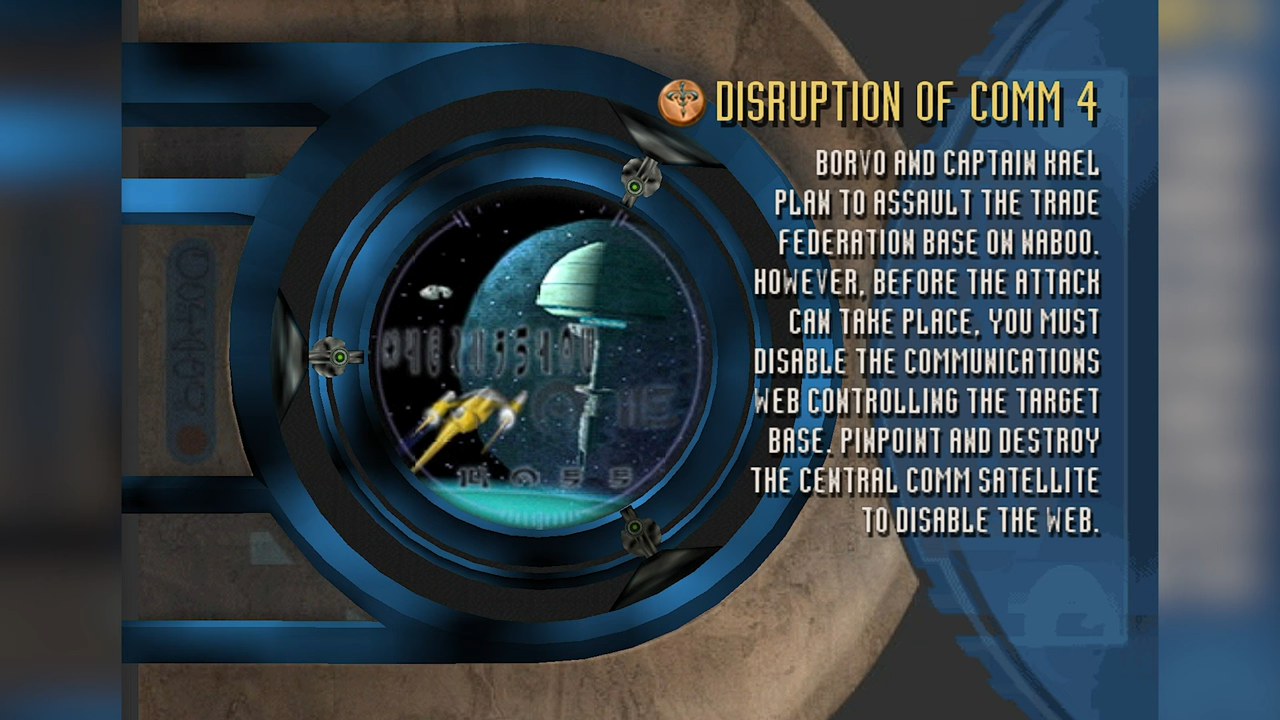 DISRUPTION OF COMM 4
BORVO AND CAPTAIN KAEL
PLAN TO ASSAULT THE TRADE
FEDERATION BASE ON NABOO.
HOWEVER, BEFORE THE ATTACK
CAN TAKE PLACE, YOU MUST
DISABLE THE COMMUNICATIONS
WEB CONTROLLING THE TARGET
BASE. PINPOINT AND DESTROY
THE CENTRAL COMM SATELLITE
TO DISABLE THE WEB.